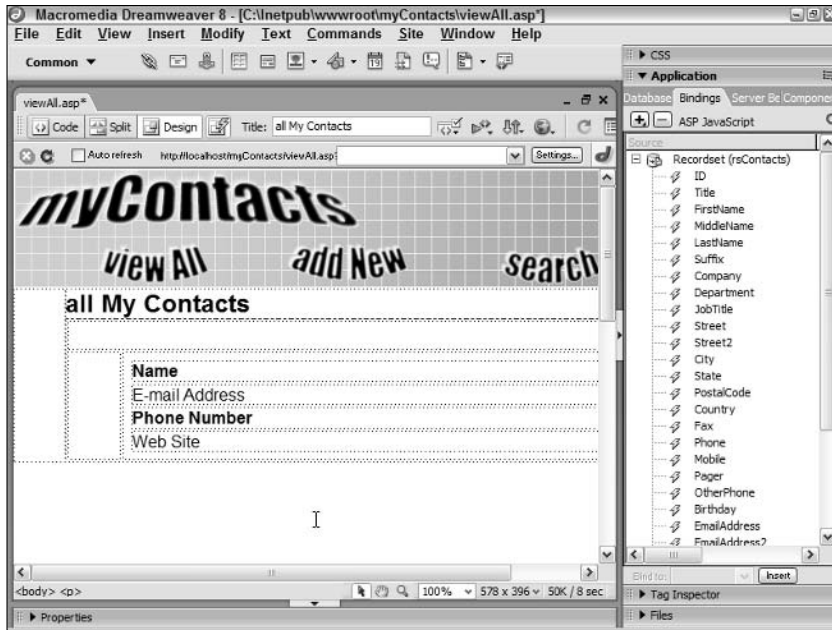 Macromedia Dreamweaver 8 - [C:\Inetpub\wwwroot\myContacts\viewAll.asp*]
File Edit View Insert Modify Text Commands Site Window Help
Common
viewAll.asp*
Code Split Design Title: all My Contacts
Auto refresh http://localhost/myContacts/viewAll.asp? Settings...
myContacts
view All add New search
all My Contacts
Name
E-mail Address
Phone Number
Web Site
<body> <p> 100% 578 x 396 50K / 8 sec
Properties
CSS
Application
Database Bindings Server Be Componen
ASP JavaScript
Source
Recordset (rsContacts)
ID
Title
FirstName
MiddleName
LastName
Suffix
Company
Department
JobTitle
Street
Street2
City
State
PostalCode
Country
Fax
Phone
Mobile
Pager
OtherPhone
Birthday
EmailAddress
EmailAddress2
Bind to: Insert
Tag Inspector
Files